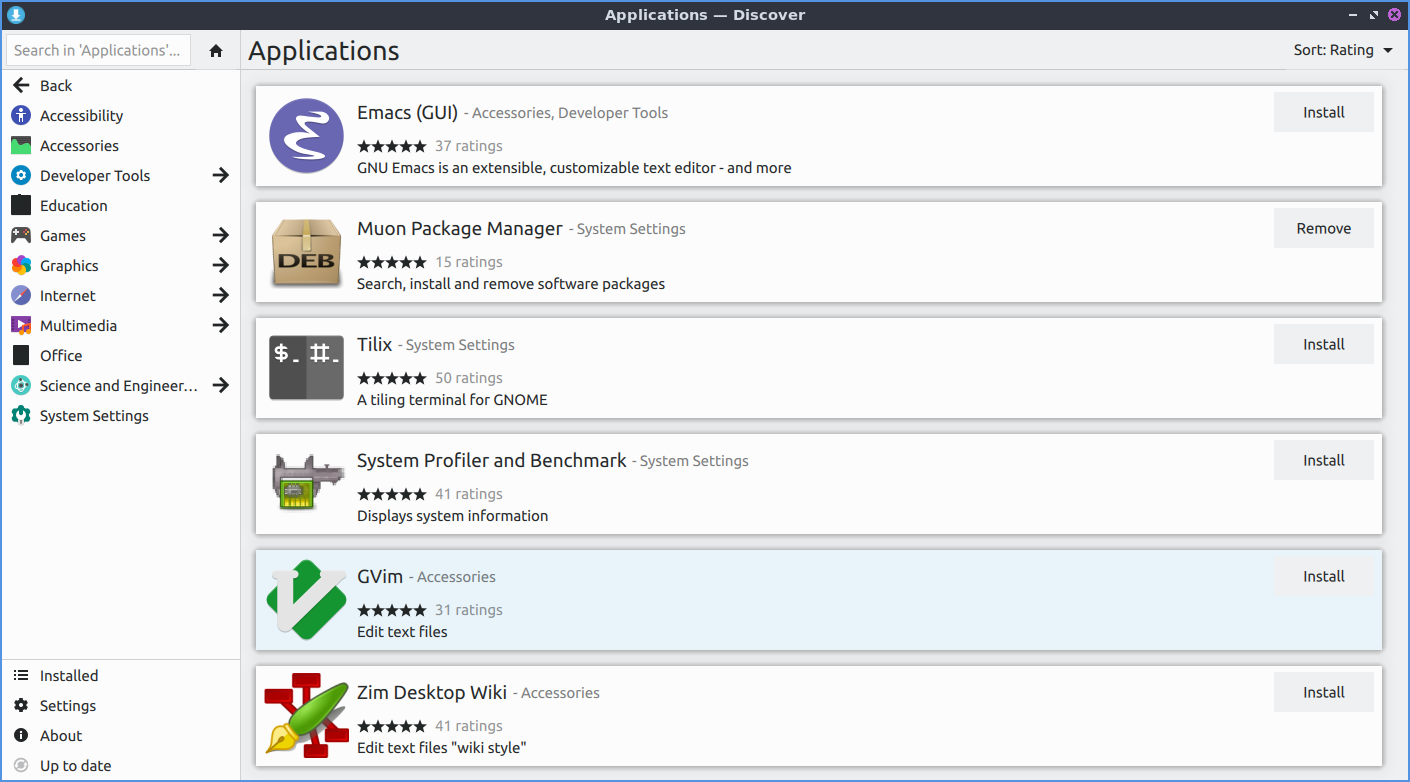 Applications — Discover
Search in 'Applications'...
Applications
Sort: Rating
Back
Accessibility
Accessories
Developer Tools
Education
Games
Graphics
Internet
Multimedia
Office
Science and Engineer...
System Settings
Installed
Settings
About
Up to date
Emacs (GUI) - Accessories, Developer Tools
Install
37 ratings
GNU Emacs is an extensible, customizable text editor - and more
DEB
Muon Package Manager - System Settings
Remove
15 ratings
Search, install and remove software packages
$_ #_
Tilix - System Settings
Install
50 ratings
A tiling terminal for GNOME
System Profiler and Benchmark - System Settings
Install
41 ratings
Displays system information
GVim - Accessories
Install
31 ratings
Edit text files
Zim Desktop Wiki - Accessories
Install
41 ratings
Edit text files "wiki style"